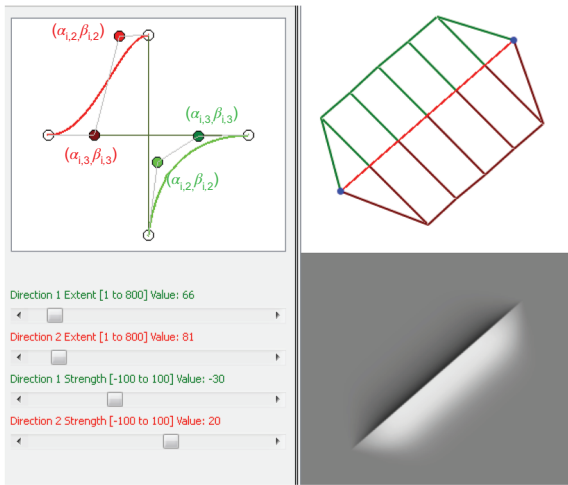 (αi,2,βi,2)
(αi,3,βi,3)
(αi,3,βi,3)
(αi,2,βi,2)
Direction 1 Extent [1 to 800] Value: 66
Direction 2 Extent [1 to 800] Value: 81
Direction 1 Strength [-100 to 100] Value: -30
Direction 2 Strength [-100 to 100] Value: 20